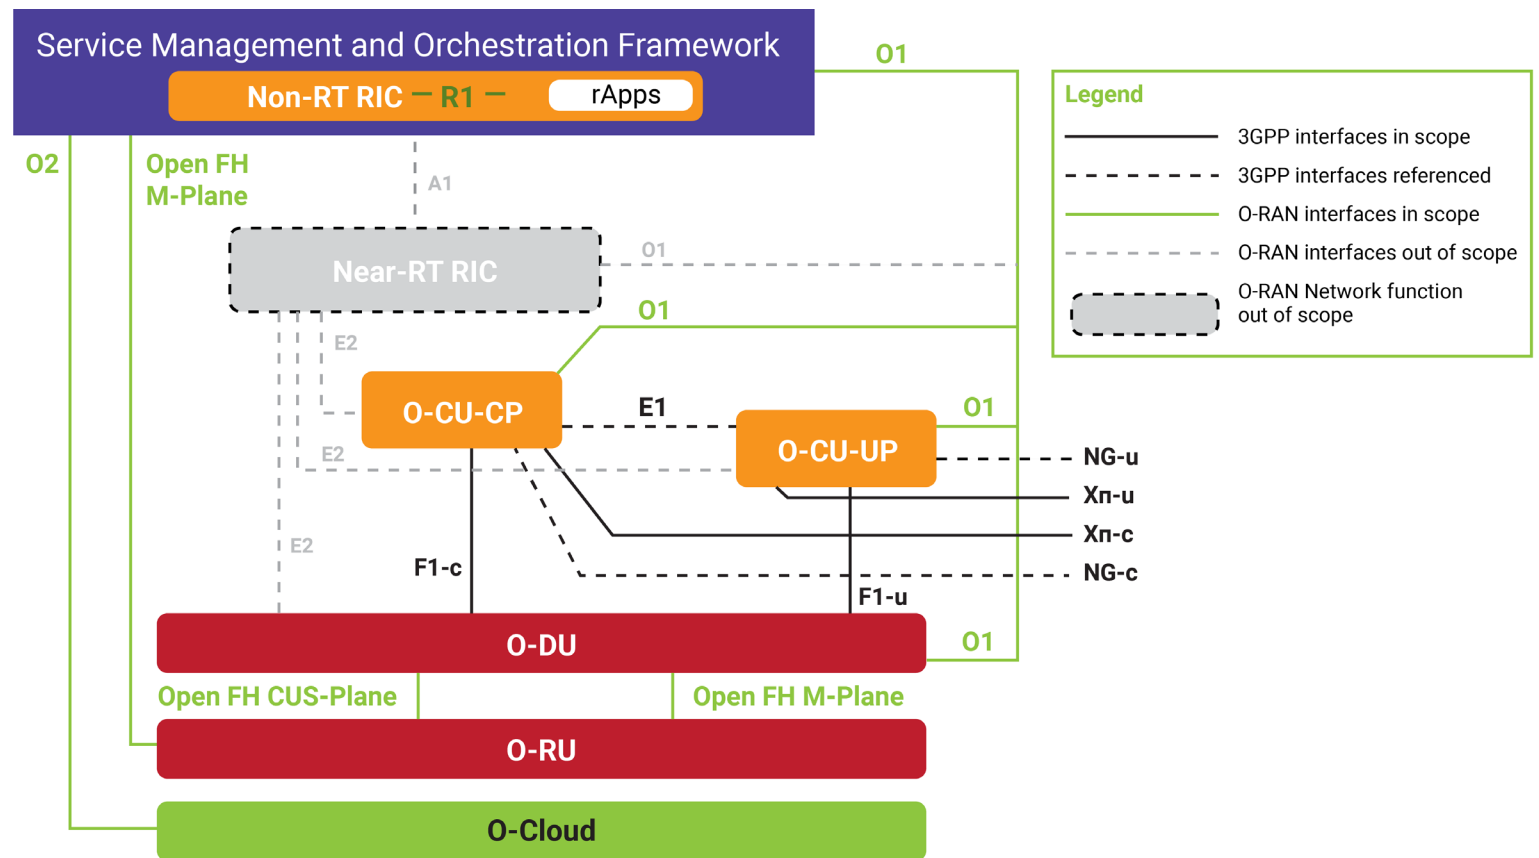 Service Management and Orchestration Framework
Non-RT RIC — R1 —
rApps
O1
O2
Open FH
M-Plane
A1
Near-RT RIC
O1
O1
E2
O-CU-CP
E1
O1
O-CU-UP
E2
NG-u
Xп-u
Xп-c
NG-c
E2
F1-c
F1-u
O-DU
O1
Open FH CUS-Plane
Open FH M-Plane
O-RU
O-Cloud
Legend
3GPP interfaces in scope
3GPP interfaces referenced
O-RAN interfaces in scope
O-RAN interfaces out of scope
O-RAN Network function
out of scope